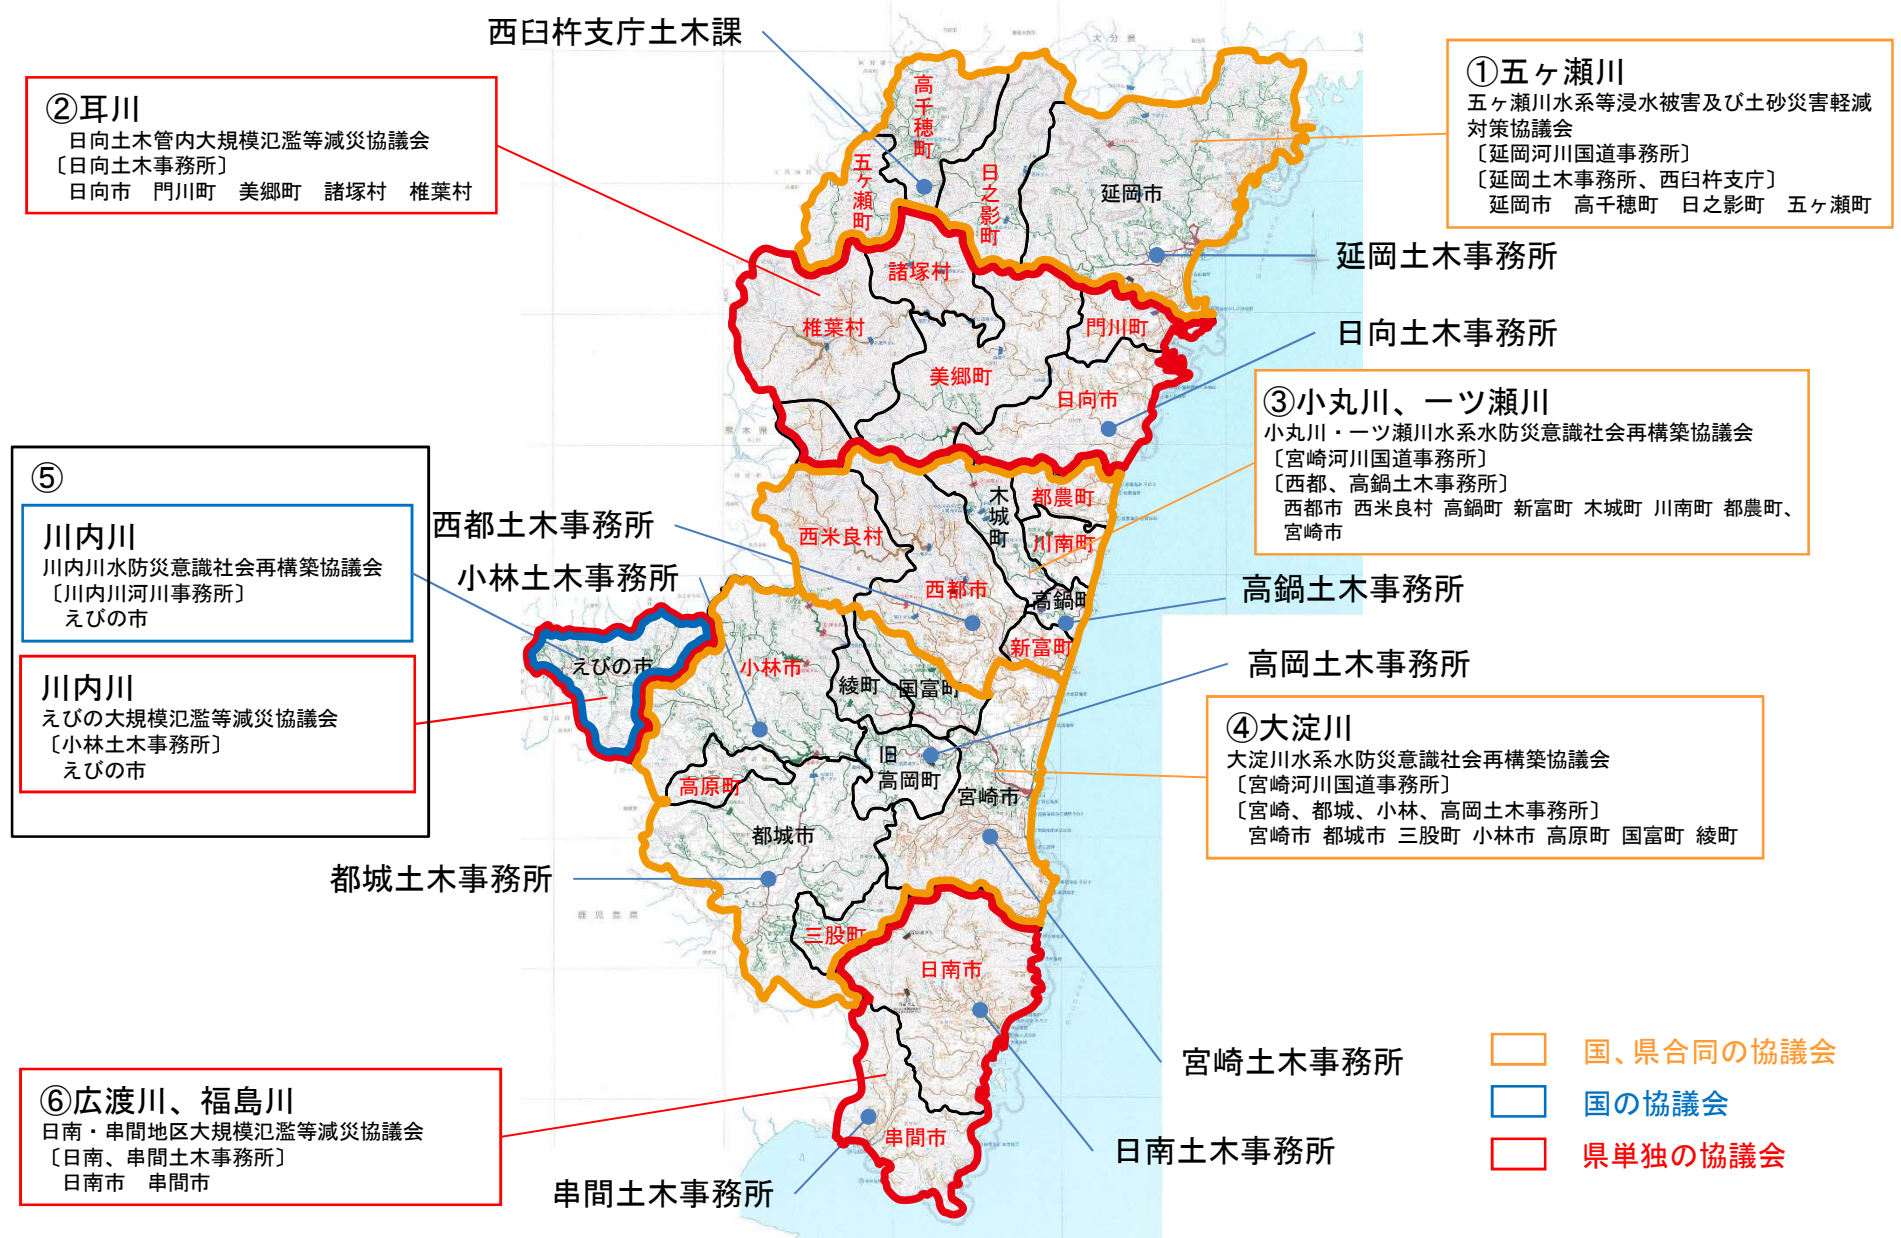 西臼杵支庁土木課
①五ヶ瀬川
五ヶ瀬川水系等浸水被害及び土砂災害軽減
対策協議会
〔延岡河川国道事務所〕
〔延岡土木事務所、西臼杵支庁〕
延岡市 高千穂町 日之影町 五ヶ瀬町
②耳川
日向土木管内大規模氾濫等減災協議会
〔日向土木事務所〕
日向市 門川町 美郷町 諸塚村 椎葉村
大分県
高千穂町
五ヶ瀬町
日之影町
延岡市
延岡土木事務所
諸塚村
椎葉村
門川町
日向土木事務所
美郷町
日向市
③小丸川、一ツ瀬川
小丸川・一ツ瀬川水系水防災意識社会再構築協議会
〔宮崎河川国道事務所〕
〔西都、高鍋土木事務所〕
西都市 西米良村 高鍋町 新富町 木城町 川南町 都農町、
宮崎市
熊本県
⑤
川内川
川内川水防災意識社会再構築協議会
〔川内川河川事務所〕
えびの市
川内川
えびの大規模氾濫等減災協議会
〔小林土木事務所〕
えびの市
西都土木事務所
小林土木事務所
木城町
都農町
西米良村
川南町
西都市
高鍋町
高鍋土木事務所
新富町
えびの市
小林市
綾町
国富町
高岡土木事務所
④大淀川
大淀川水系水防災意識社会再構築協議会
〔宮崎河川国道事務所〕
〔宮崎、都城、小林、高岡土木事務所〕
宮崎市 都城市 三股町 小林市 高原町 国富町 綾町
旧
高岡町
高原町
宮崎市
都城市
都城土木事務所
鹿児島県
三股町
日南市
⑥広渡川、福島川
日南・串間地区大規模氾濫等減災協議会
〔日南、串間土木事務所〕
日南市 串間市
串間市
串間土木事務所
宮崎土木事務所
日南土木事務所
国、県合同の協議会
国の協議会
県単独の協議会